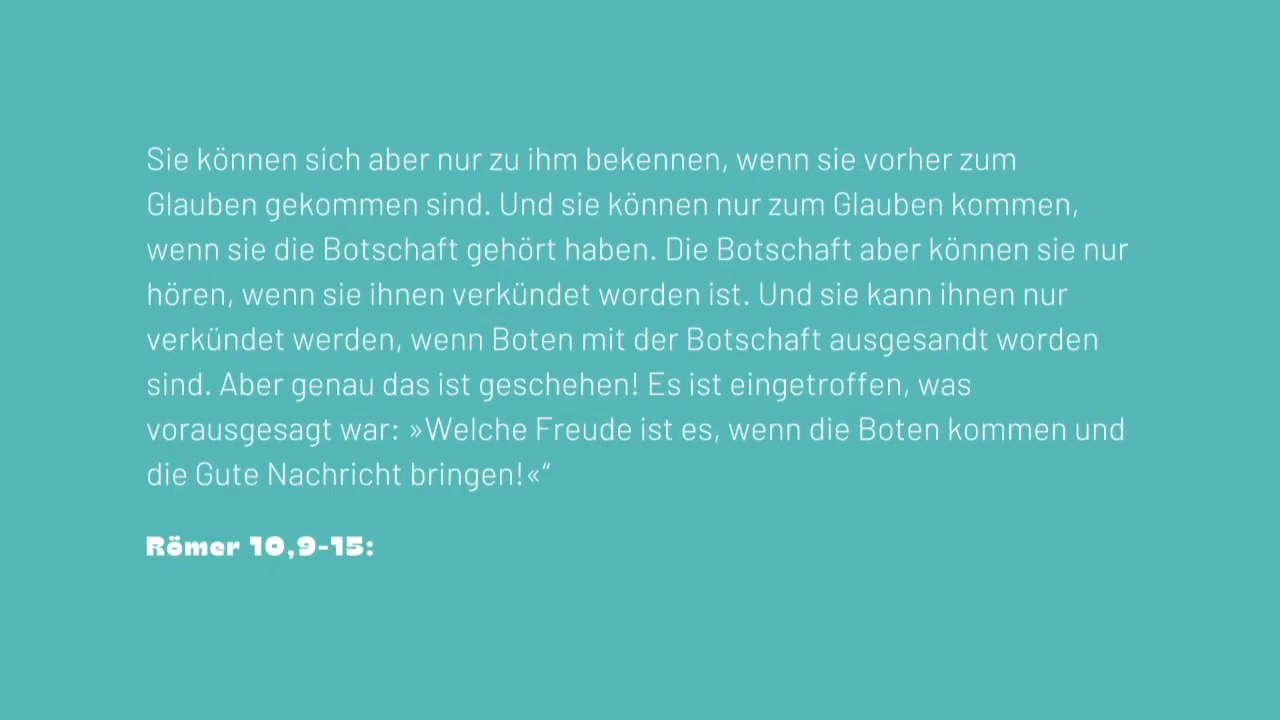 Sie können sich aber nur zu ihm bekennen, wenn sie vorher zum
Glauben gekommen sind. Und sie können nur zum Glauben kommen,
wenn sie die Botschaft gehört haben. Die Botschaft aber können sie nur
hören, wenn sie ihnen verkündet worden ist. Und sie kann ihnen nur
verkündet werden, wenn Boten mit der Botschaft ausgesandt worden
sind. Aber genau das ist geschehen! Es ist eingetroffen, was
vorausgesagt war: »Welche Freude ist es, wenn die Boten kommen und
die Gute Nachricht bringen!«“
Römer 10,9-15: